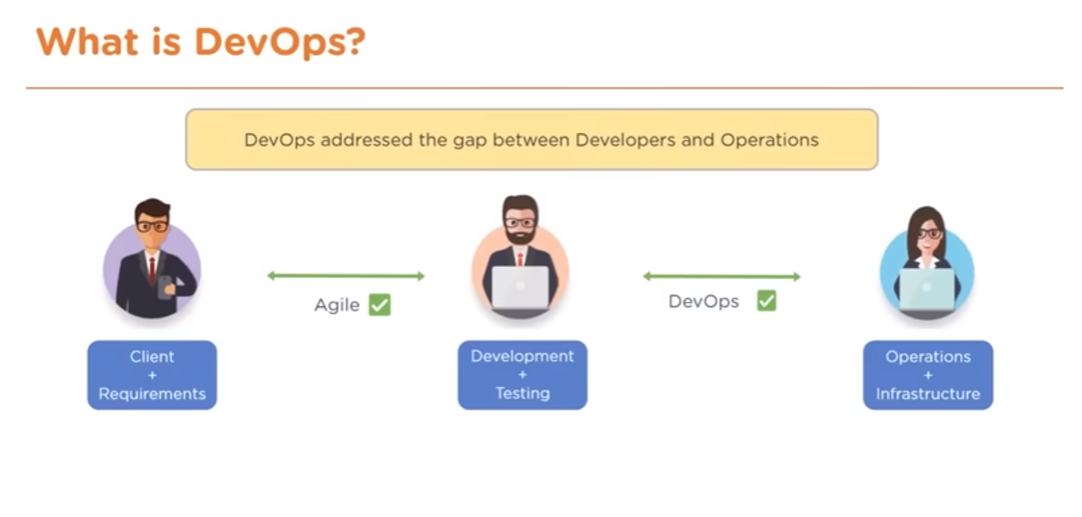 What is DevOps?
DevOps addressed the gap between Developers and Operations
Agile
DevOps
Client
+
Requirements
Development
+
Testing
Operations
+
Infrastructure